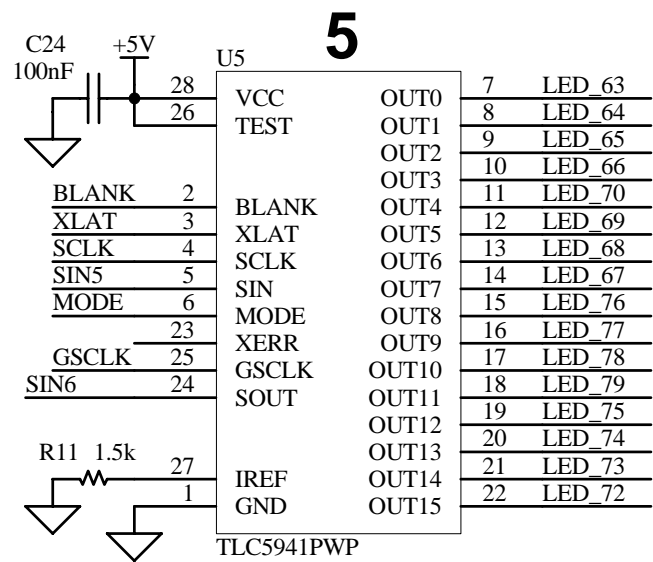 5
C24 +5V
100nF
U5
28 VCC OUT0 7 LED_63
26 TEST OUT1 8 LED_64
OUT2 9 LED_65
OUT3 10 LED_66
BLANK 2 BLANK OUT4 11 LED_70
XLAT 3 XLAT OUT5 12 LED_69
SCLK 4 SCLK OUT6 13 LED_68
SIN5 5 SIN OUT7 14 LED_67
MODE 6 MODE OUT8 15 LED_76
23 XERR OUT9 16 LED_77
GSCLK 25 GSCLK OUT10 17 LED_78
SIN6 24 SOUT OUT11 18 LED_79
OUT12 19 LED_75
OUT13 20 LED_74
R11 1.5k 27 IREF OUT14 21 LED_73
1 GND OUT15 22 LED_72
TLC5941PWP